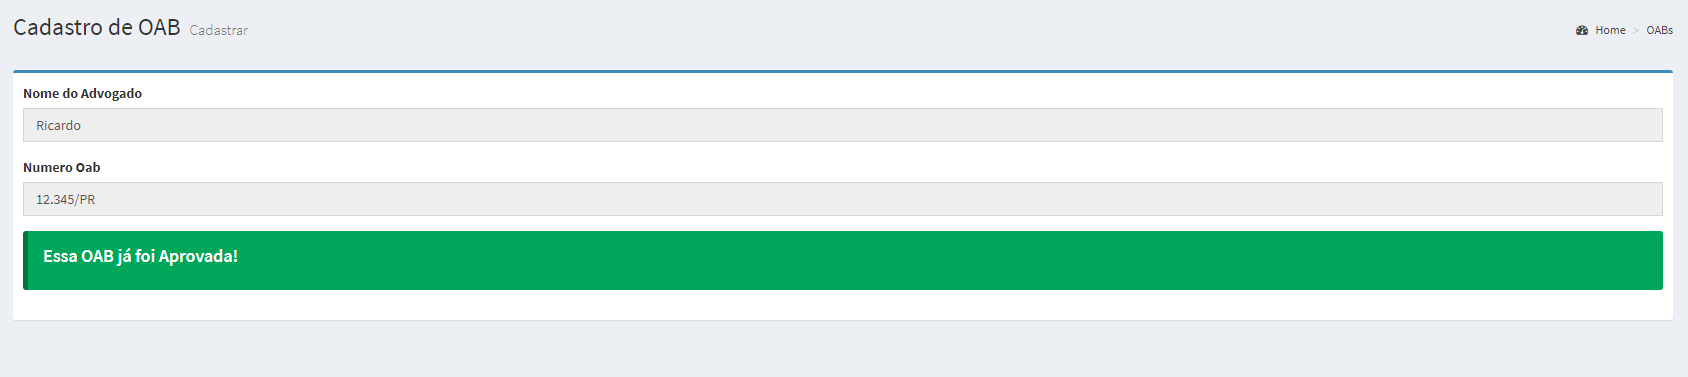 Cadastro de OAB Cadastrar
Home > OABs
Nome do Advogado
Ricardo
Numero Oab
12.345/PR
Essa OAB já foi Aprovada!